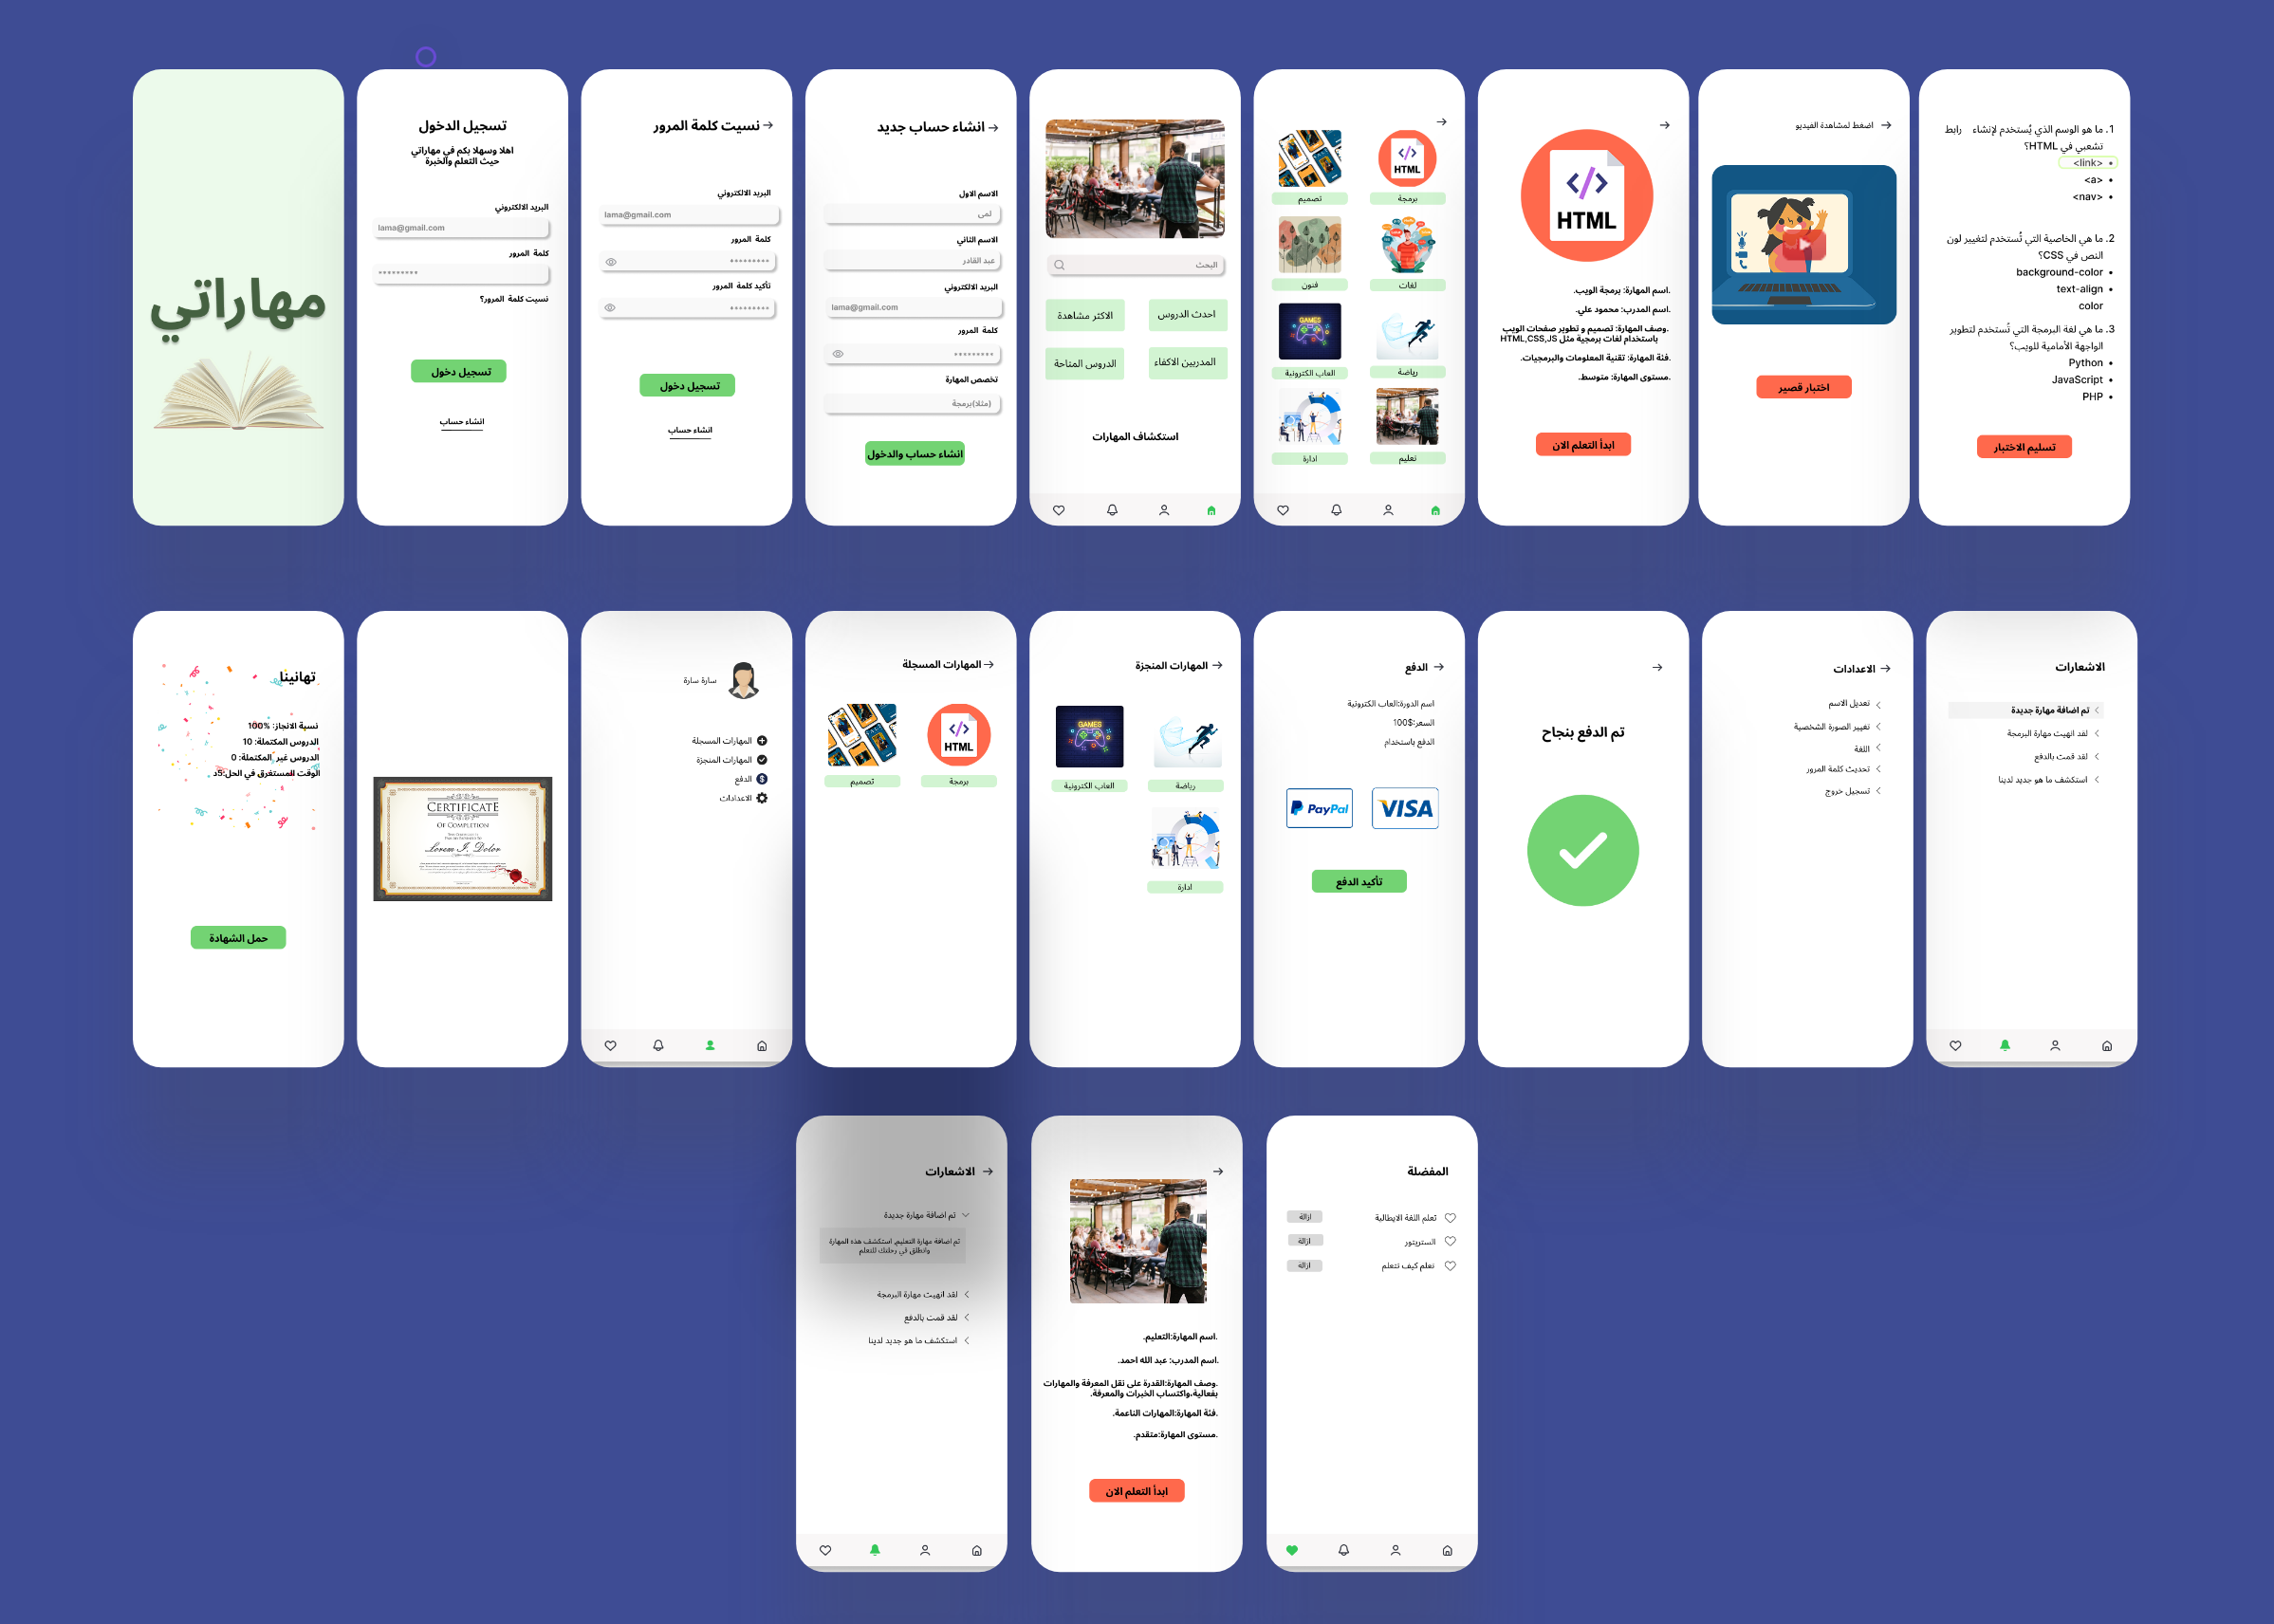 مهاراتي
تسجيل الدخول
اهلا وسهلا بكم في مهاراتي
حيث التعلم والخبرة
البريد الالكتروني
lama@gmail.com
كلمة المرور
*********
نسيت كلمة المرور؟
تسجيل دخول
انشاء حساب
نسيت كلمة المرور
البريد الالكتروني
lama@gmail.com
كلمة المرور
*********
تأكيد كلمة المرور
*********
تسجيل دخول
انشاء حساب
انشاء حساب جديد
الاسم الاول
لمى
الاسم الثاني
عبد القادر
البريد الالكتروني
lama@gmail.com
كلمة المرور
*********
تخصص المهارة
(مثلا)برمجة
انشاء حساب والدخول
البحث
احدث الدروس
الاكثر مشاهدة
المدربين الاكفاء
الدروس المتاحة
استكشاف المهارات
HTML
برمجة
تصميم
لغات
فنون
GAMES
رياضة
العاب الكترونية
تعليم
ادارة
HTML
.اسم المهارة: برمجة الويب.
.اسم المدرب: محمود علي.
.وصف المهارة: تصميم و تطوير صفحات الويب
باستخدام لغات برمجية مثل HTML,CSS,JS
.فئة المهارة: تقنية المعلومات والبرمجيات.
.مستوى المهارة: متوسط.
ابدأ التعلم الان
اضغط لمشاهدة الفيديو
اختبار قصير
1. ما هو الوسم الذي يُستخدم لإنشاء رابط
تشعبي في HTML؟
• <link>
• <a>
• <nav>
2. ما هي الخاصية التي تُستخدم لتغيير لون
النص في CSS؟
• background-color
• text-align
color
3. ما هي لغة البرمجة التي تُستخدم لتطوير
الواجهة الأمامية للويب؟
• Python
• JavaScript
• PHP
تسليم الاختبار
تهانينا
نسبة الانجاز: 100%
الدروس المكتملة: 10
الدروس غير المكتملة: 0
الوقت المستغرق في الحل:5د
حمل الشهادة
CERTIFICATE
OF COMPLETION
Lorem I. Dolor
سارة سارة
المهارات المسجلة
المهارات المنجزة
الدفع
الاعدادات
المهارات المسجلة
HTML
برمجة
تصميم
المهارات المنجزة
GAMES
رياضة
العاب الكترونية
ادارة
الدفع
اسم الدورة:العاب الكترونية
السعر:$100
الدفع باستخدام
VISA
PayPal
تأكيد الدفع
تم الدفع بنجاح
الاعدادات
تعديل الاسم
تغيير الصورة الشخصية
اللغة
تحديث كلمة المرور
تسجيل خروج
الاشعارات
تم اضافة مهارة جديدة
لقد انهيت مهارة البرمجة
لقد قمت بالدفع
استكشف ما هو جديد لدينا
الاشعارات
تم اضافة مهارة جديدة
تم اضافة مهارة التعليم، استكشف هذه المهارة
وانطلق في رحلتك للتعلم
لقد انهيت مهارة البرمجة
لقد قمت بالدفع
استكشف ما هو جديد لدينا
.اسم المهارة:التعليم.
.اسم المدرب: عبد الله احمد.
.وصف المهارة:القدرة على نقل المعرفة والمهارات
بفعالية،واكتساب الخبرات والمعرفة.
.فئة المهارة:المهارات الناعمة.
.مستوى المهارة:متقدم.
ابدأ التعلم الان
المفضلة
تعلم اللغة الايطالية
ازالة
الستريتور
ازالة
تعلم كيف تتعلم
ازالة